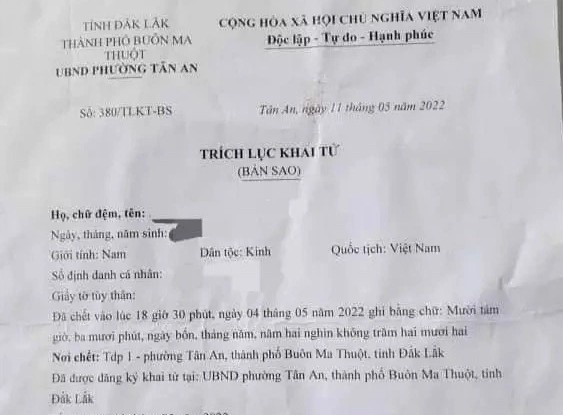 TỈNH ĐẮK LẮK
THÀNH PHỐ BUÔN MA
THUỘT
UBND PHƯỜNG TÂN AN
CỘNG HÒA XÃ HỘI CHỦ NGHĨA VIỆT NAM
Độc lập - Tự do - Hạnh phúc
Số: 380/TLKT-BS
Tân An, ngày 11 tháng 05 năm 2022
TRÍCH LỤC KHAI TỬ
(BẢN SAO)
Họ, chữ đệm, tên:
Ngày, tháng, năm sinh:
Giới tính: Nam Dân tộc: Kinh Quốc tịch: Việt Nam
Số định danh cá nhân:
Giấy tờ tùy thân:
Đã chết vào lúc 18 giờ 30 phút, ngày 04 tháng 05 năm 2022 ghi bằng chữ: Mười tám
giờ, ba mươi phút, ngày bốn, tháng năm, năm hai nghìn không trăm hai mươi hai
Nơi chết: Tdp 1 - phường Tân An, thành phố Buôn Ma Thuột, tỉnh Đắk Lắk
Đã được đăng ký khai tử tại: UBND phường Tân An, thành phố Buôn Ma Thuột, tỉnh
Đắk Lắk